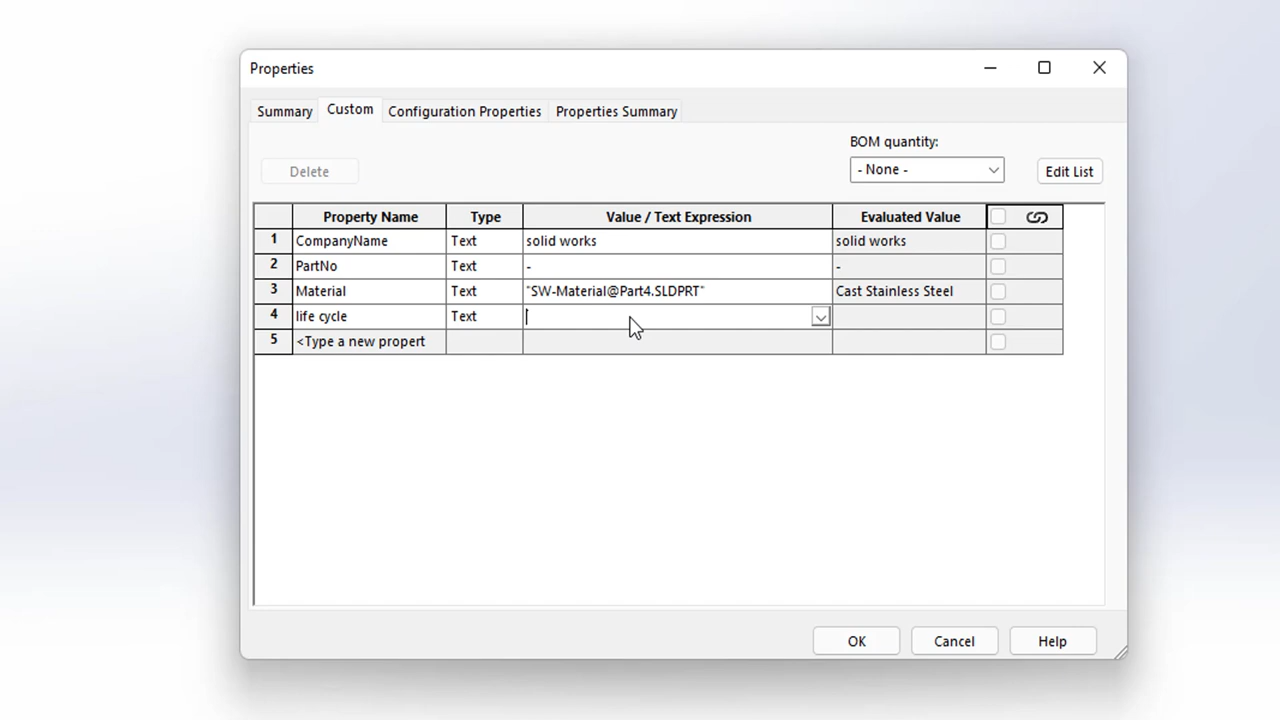 Properties
Summary Custom Configuration Properties Properties Summary
BOM quantity:
Delete - None - Edit List
Property Name Type Value / Text Expression Evaluated Value
1 CompanyName Text solid works solid works
2 PartNo Text - -
3 Material Text "SW-Material@Part4.SLDPRT" Cast Stainless Steel
4 life cycle Text
5 <Type a new propert
OK Cancel Help